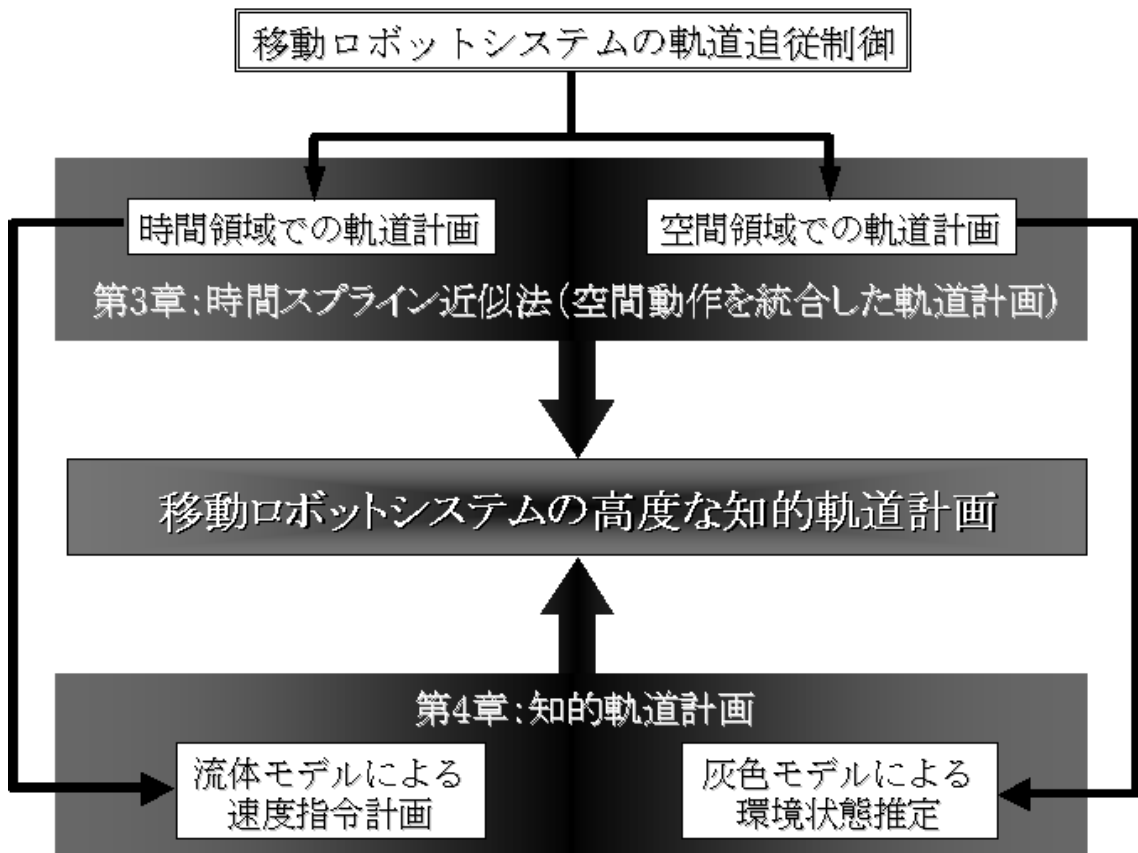 移動ロボットシステムの軌道追従制御
時間領域での軌道計画
空間領域での軌道計画
第3章:時間スプライン近似法(空間動作を統合した軌道計画)
移動ロボットシステムの高度な知的軌道計画
第4章:知的軌道計画
流体モデルによる
速度指令計画
灰色モデルによる
環境状態推定